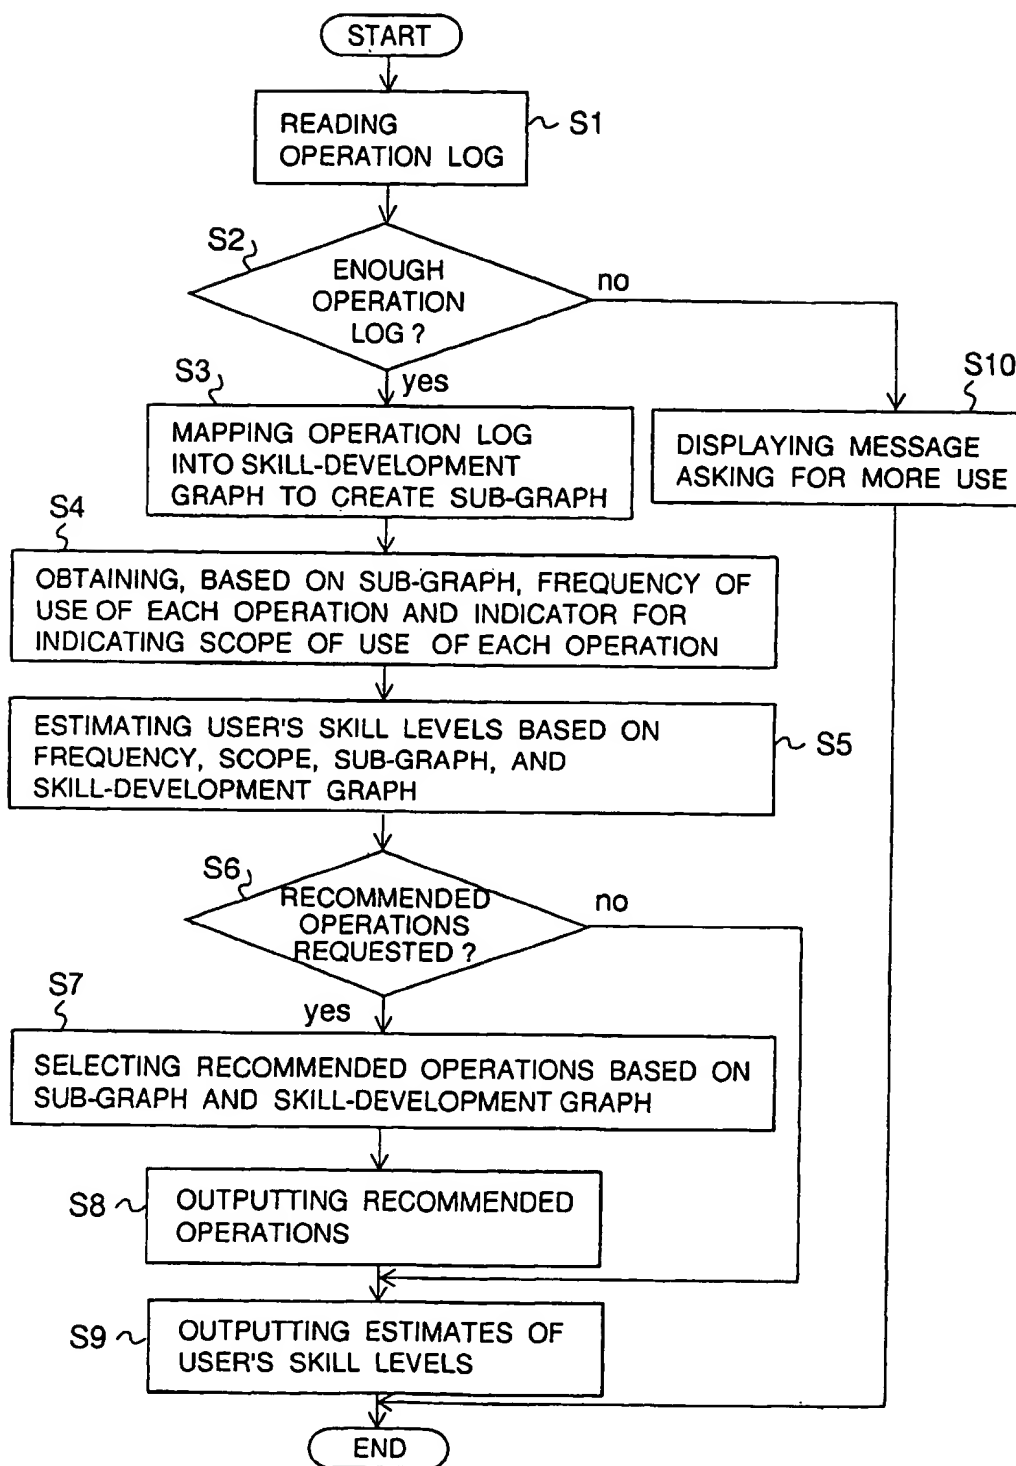 START
READING
OPERATION LOG
S1
S2
ENOUGH
OPERATION
LOG ?
no
yes
S3
MAPPING OPERATION LOG
INTO SKILL-DEVELOPMENT
GRAPH TO CREATE SUB-GRAPH
S10
DISPLAYING MESSAGE
ASKING FOR MORE USE
S4
OBTAINING, BASED ON SUB-GRAPH, FREQUENCY OF
USE OF EACH OPERATION AND INDICATOR FOR
INDICATING SCOPE OF USE OF EACH OPERATION
ESTIMATING USER'S SKILL LEVELS BASED ON
FREQUENCY, SCOPE, SUB-GRAPH, AND
SKILL-DEVELOPMENT GRAPH
S5
S6
RECOMMENDED
OPERATIONS
REQUESTED ?
no
yes
S7
SELECTING RECOMMENDED OPERATIONS BASED ON
SUB-GRAPH AND SKILL-DEVELOPMENT GRAPH
S8
OUTPUTTING RECOMMENDED
OPERATIONS
S9
OUTPUTTING ESTIMATES OF
USER'S SKILL LEVELS
END